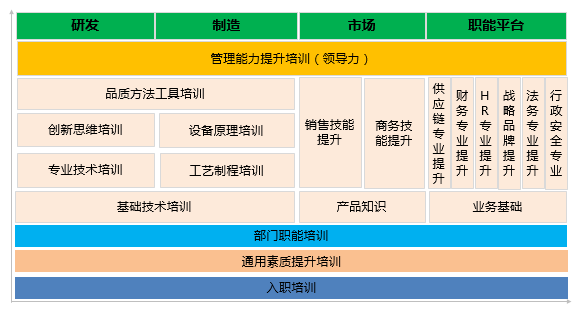 研发
制造
市场
职能平台
管理能力提升培训（领导力）
品质方法工具培训
创新思维培训
设备原理培训
专业技术培训
工艺制程培训
销售技能
提升
商务技
能提升
供应链专业提升
财务专业提升
HR专业提升
战略品牌提升
法务专业提升
行政安全专业
基础技术培训
产品知识
业务基础
部门职能培训
通用素质提升培训
入职培训